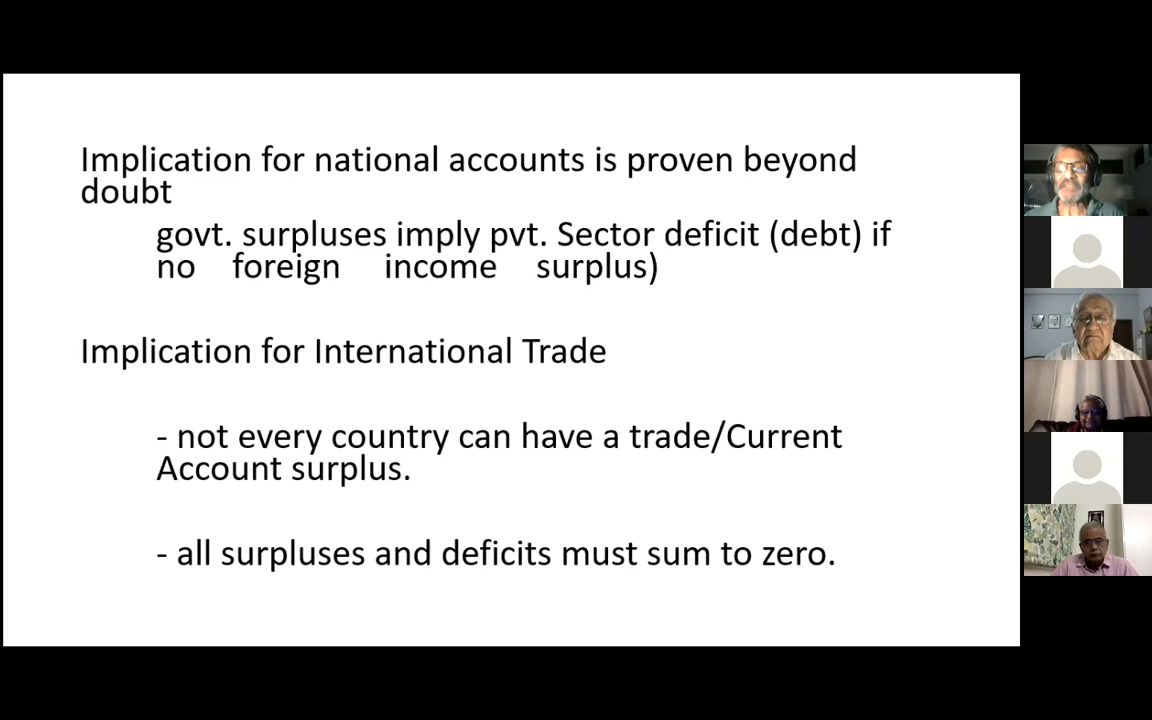 Implication for national accounts is proven beyond
doubt
govt. surpluses imply pvt. Sector deficit (debt) if
no foreign income surplus)
Implication for International Trade
- not every country can have a trade/Current
Account surplus.
- all surpluses and deficits must sum to zero.